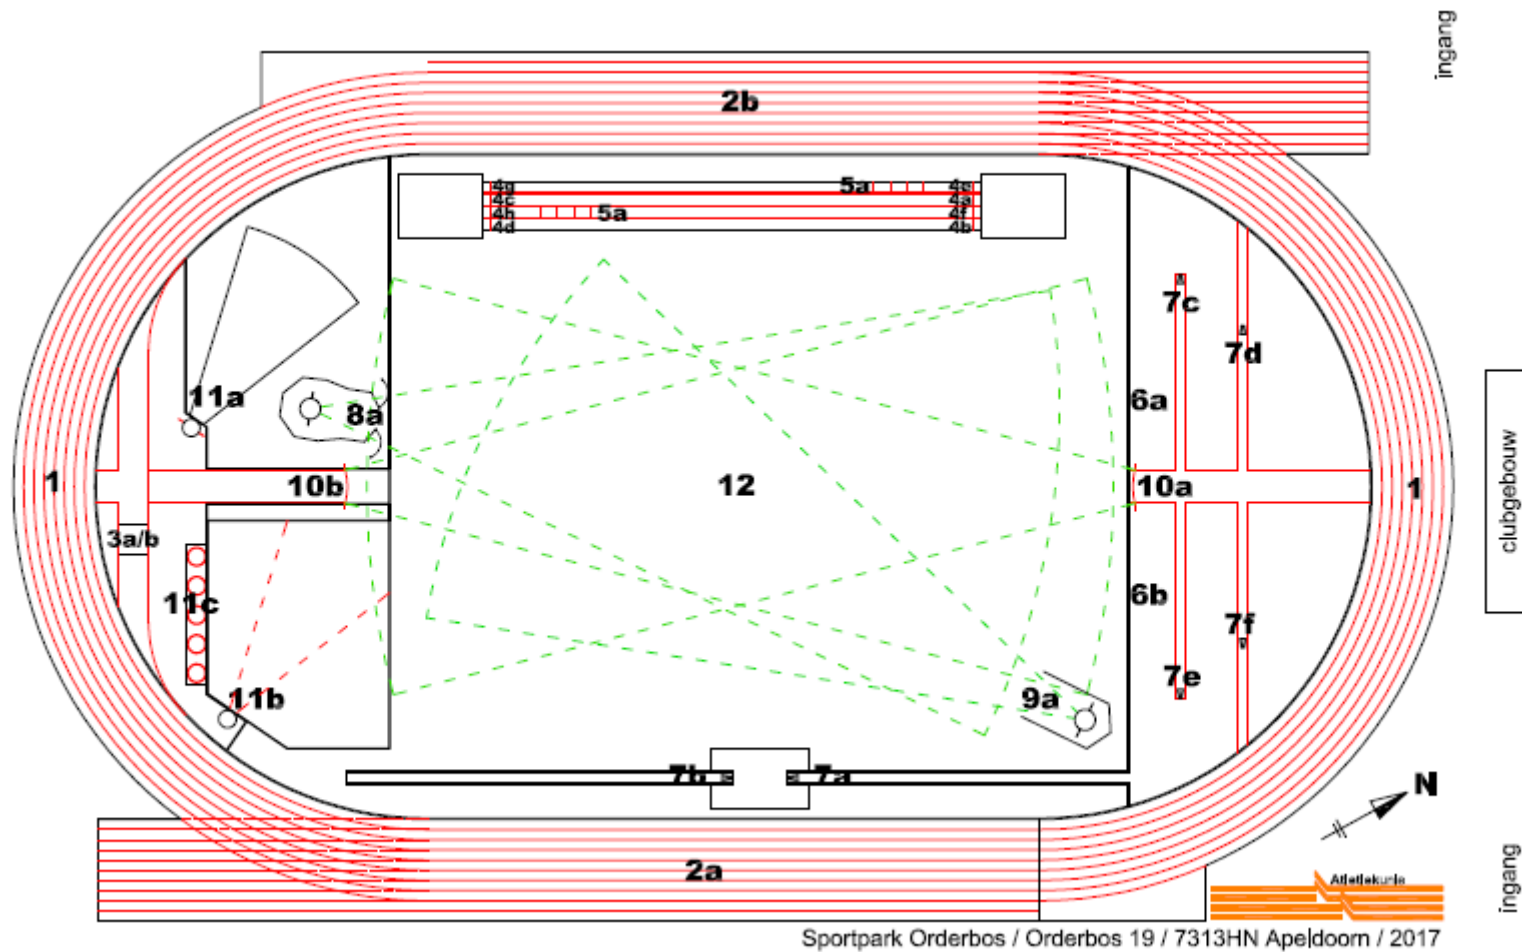 ingang
2b
4g
5a
4e
4c
4a
4h
5a
4f
4d
4b
7c
7d
11a
8a
6a
1
10b
12
10a
1
clubgebouw
3a/b
11c
6b
7f
11b
7e
9a
7b
7a
N
2a
ingang
Atletiekunie
Sportpark Orderbos / Orderbos 19 / 7313HN Apeldoorn / 2017